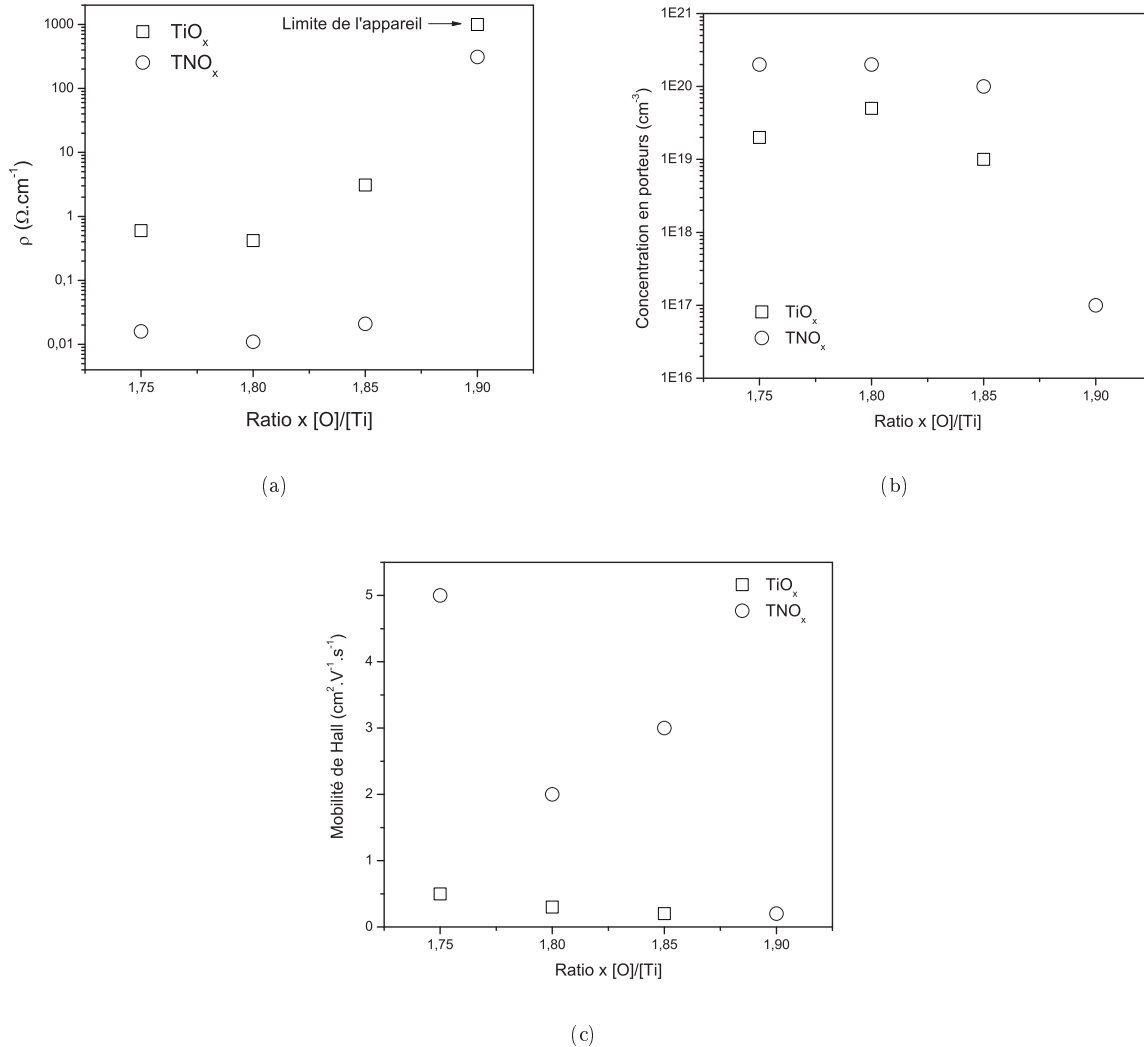 1000
100
10
1
0,1
0,01
ρ (Ω.cm⁻¹)
TiOₓ
TNOₓ
Limite de l'appareil
1,75 1,80 1,85 1,90
Ratio x [O]/[Ti]
(a)
1E21
1E20
1E19
1E18
1E17
1E16
Concentration en porteurs (cm⁻³)
TiOₓ
TNOₓ
1,75 1,80 1,85 1,90
Ratio x [O]/[Ti]
(b)
5
4
3
2
1
0
Mobilité de Hall (cm².V⁻¹.s⁻¹)
TiOₓ
TNOₓ
1,75 1,80 1,85 1,90
Ratio x [O]/[Ti]
(c)